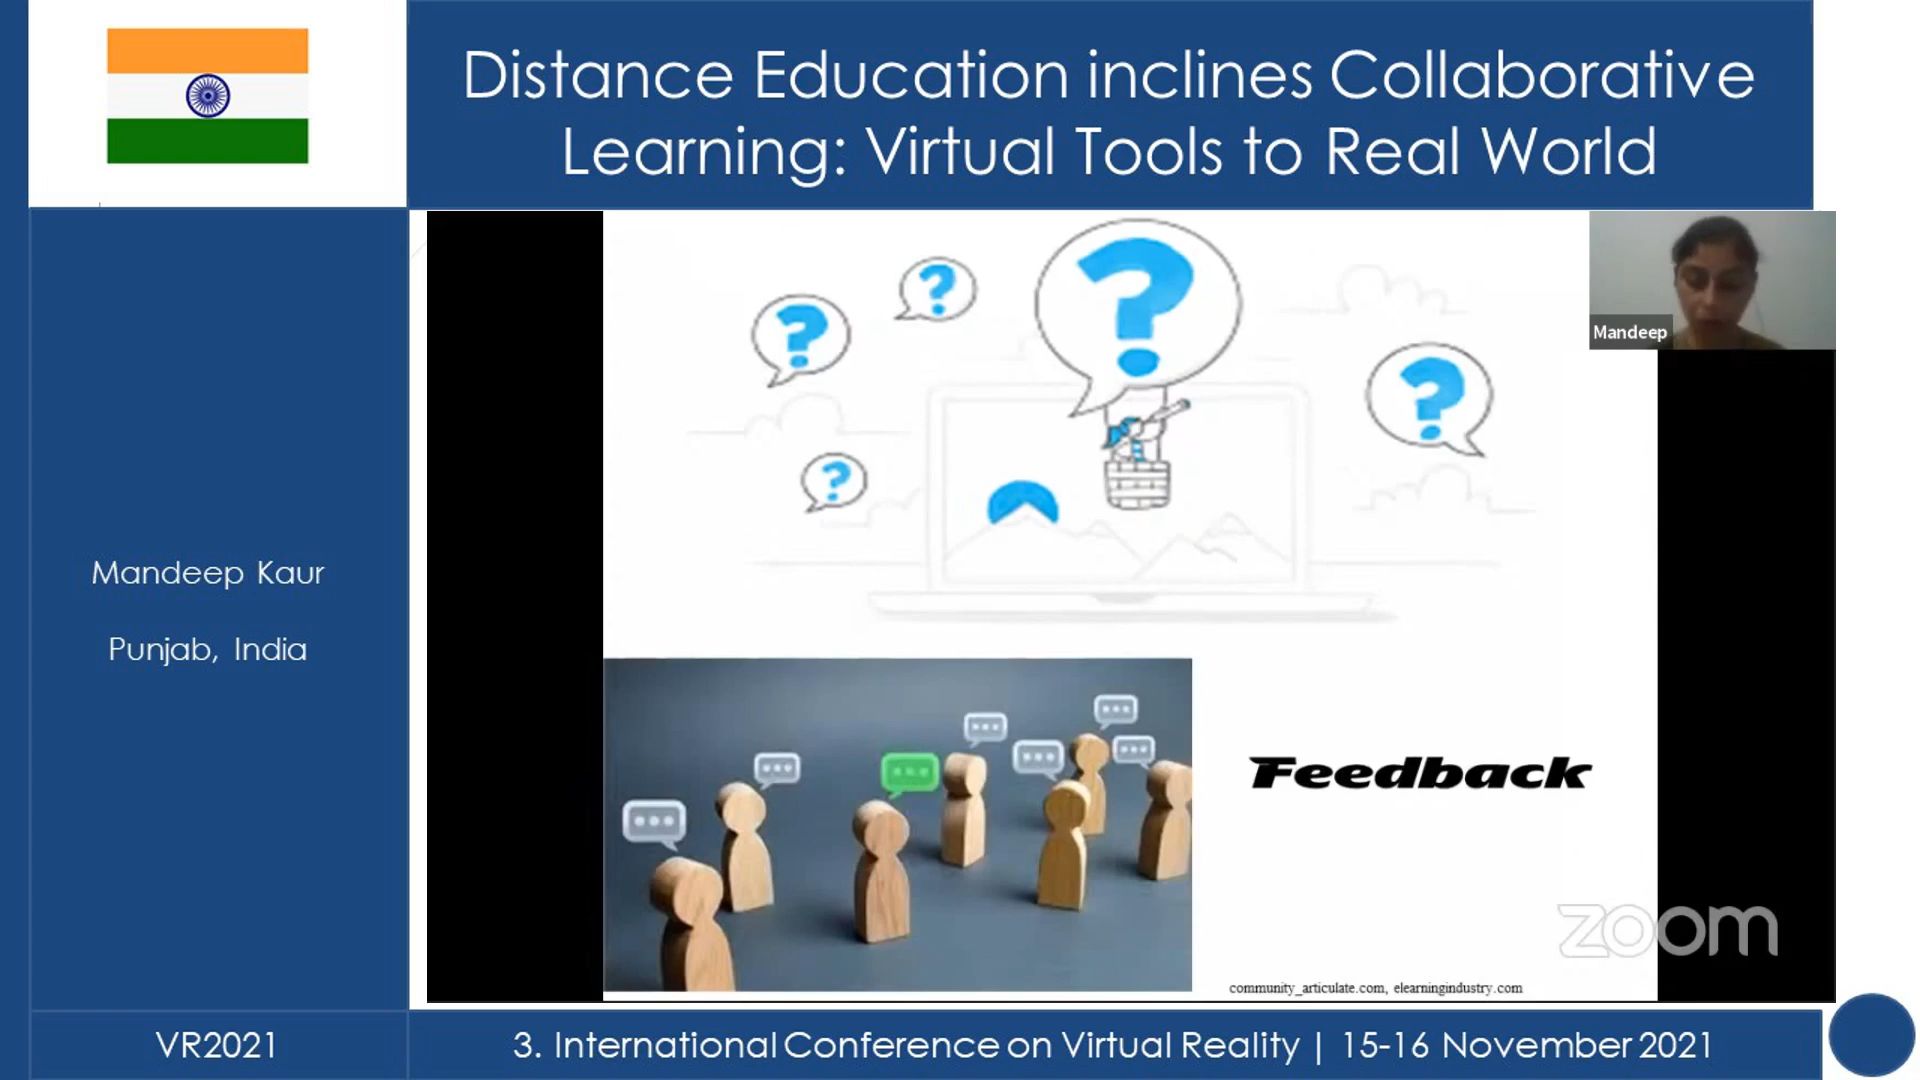 Distance Education inclines Collaborative
Learning: Virtual Tools to Real World
Mandeep
Mandeep Kaur
Punjab, India
? ? ? ? ?
Feedback
zoom
community_articulate.com, elearningindustry.com
VR2021
3. International Conference on Virtual Reality | 15-16 November 2021